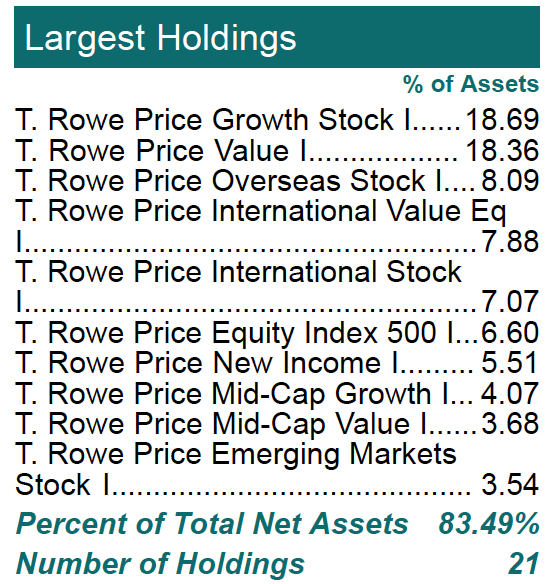 Largest Holdings
% of Assets
T. Rowe Price Growth Stock I......18.69
T. Rowe Price Value I................... 18.36
T. Rowe Price Overseas Stock I.... 8.09
T. Rowe Price International Value Eq
I.................................................... 7.88
T. Rowe Price International Stock
I.................................................... 7.07
T. Rowe Price Equity Index 500 I...6.60
T. Rowe Price New Income I......... 5.51
T. Rowe Price Mid-Cap Growth I... 4.07
T. Rowe Price Mid-Cap Value I......3.68
T. Rowe Price Emerging Markets
Stock I......................................... 3.54
Percent of Total Net Assets 83.49%
Number of Holdings 21